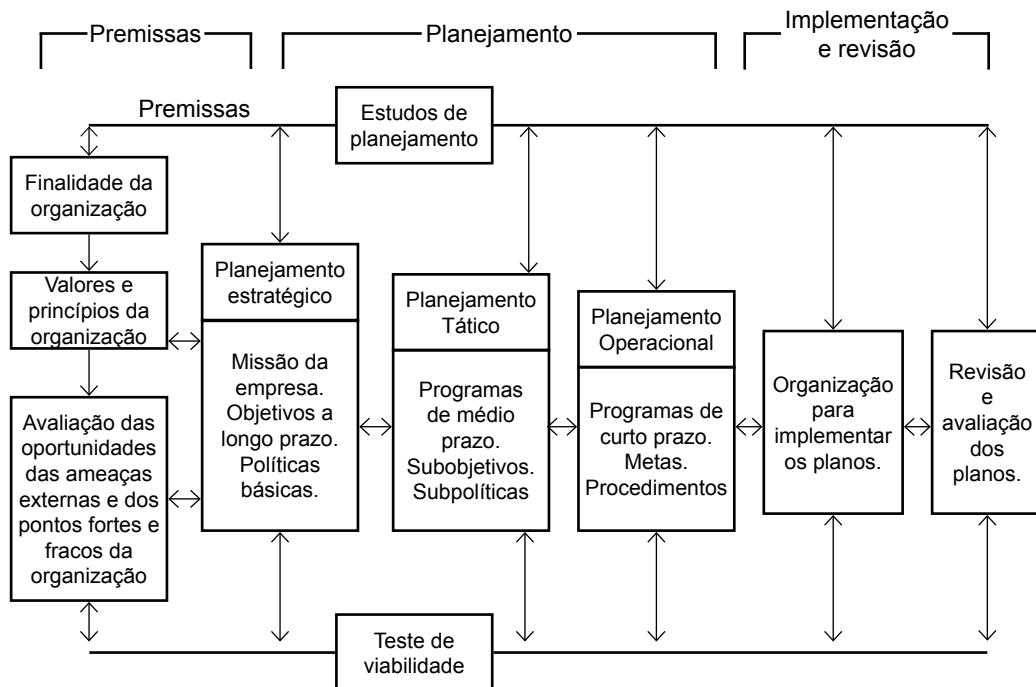 Premissas
Planejamento
Implementação
e revisão
Premissas
Estudos de
planejamento
Finalidade da
organização
Valores e
princípios da
organização
Avaliação das
oportunidades
das ameaças
externas e dos
pontos fortes e
fracos da
organização
Planejamento
estratégico
Missão da
empresa.
Objetivos a
longo prazo.
Políticas
básicas.
Planejamento
Tático
Programas
de médio
prazo.
Subobjetivos.
Subpolíticas
Planejamento
Operacional
Programas de
curto prazo.
Metas.
Procedimentos
Organização
para
implementar
os planos.
Revisão
e
avaliação
dos
planos.
Teste de
viabilidade